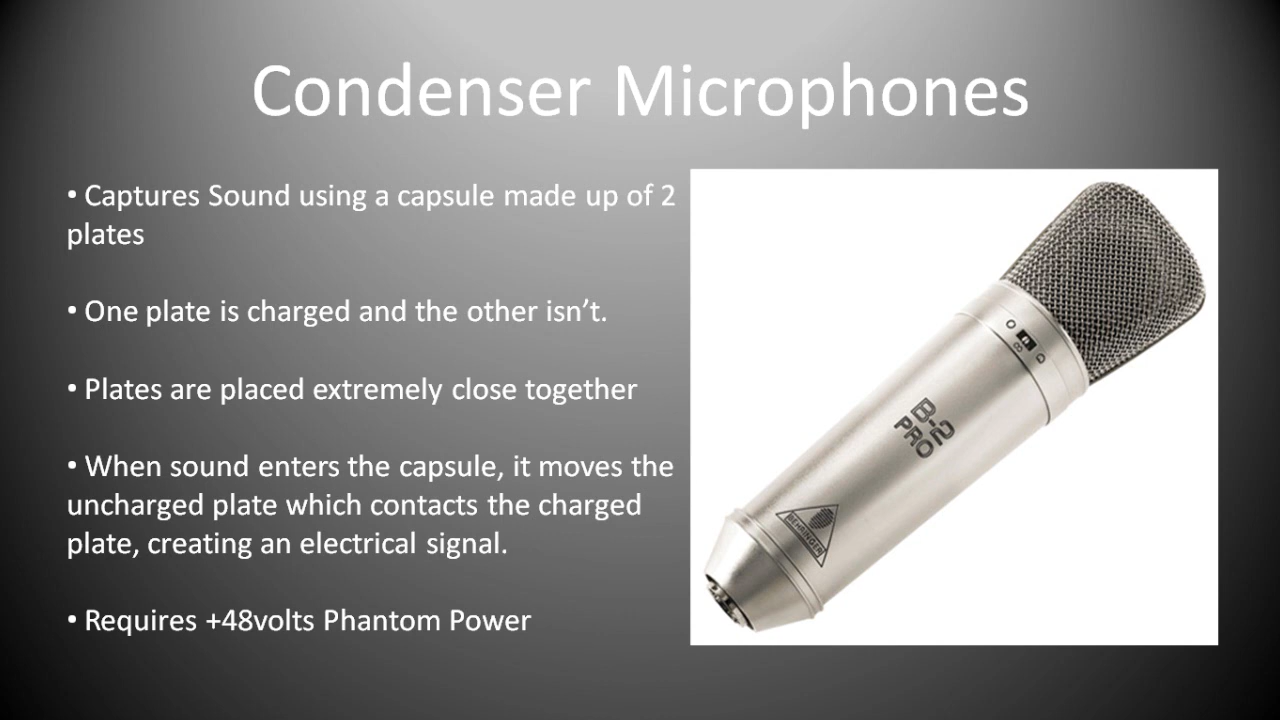 Condenser Microphones
• Captures Sound using a capsule made up of 2
plates
• One plate is charged and the other isn’t.
• Plates are placed extremely close together
• When sound enters the capsule, it moves the
uncharged plate which contacts the charged
plate, creating an electrical signal.
• Requires +48volts Phantom Power
B-2
PRO
BEHRINGER